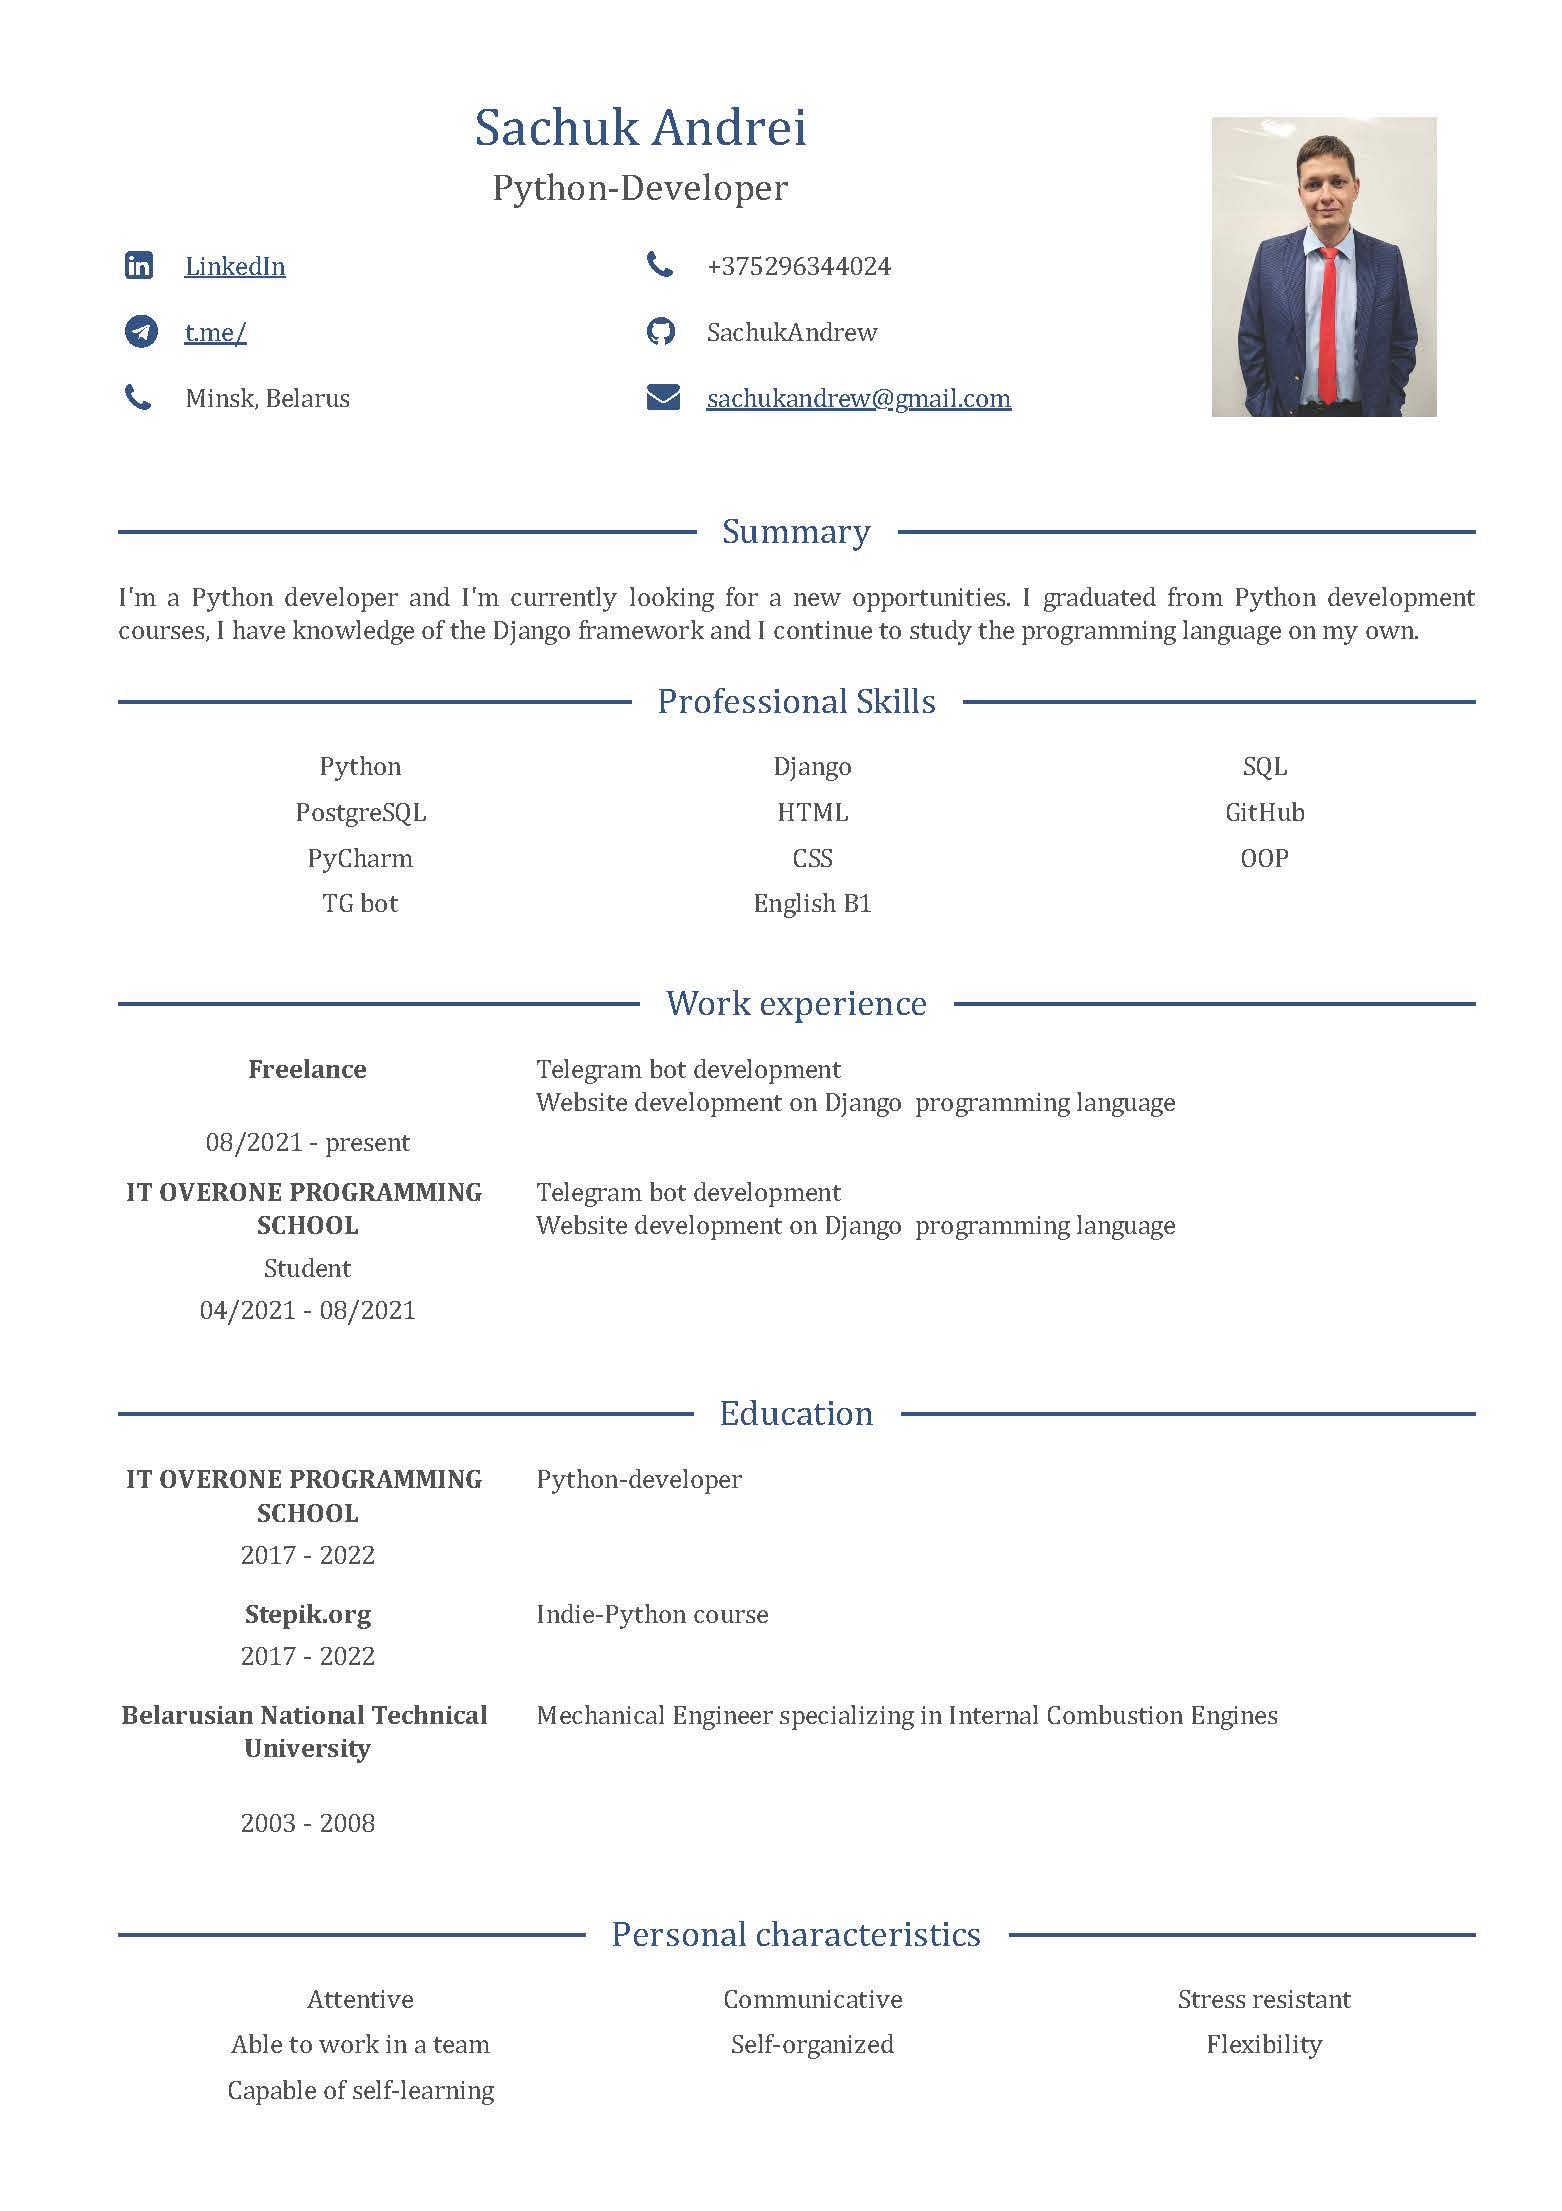 Sachuk Andrei
Python-Developer
LinkedIn
+375296344024
t.me/
SachukAndrew
Minsk, Belarus
sachukandrew@gmail.com
Summary
I'm a Python developer and I'm currently looking for a new opportunities. I graduated from Python development
courses, I have knowledge of the Django framework and I continue to study the programming language on my own.
Professional Skills
Python
Django
SQL
PostgreSQL
HTML
GitHub
PyCharm
CSS
OOP
TG bot
English B1
Work experience
Freelance
Telegram bot development
Website development on Django  programming language
08/2021 - present
IT OVERONE PROGRAMMING
SCHOOL
Telegram bot development
Website development on Django  programming language
Student
04/2021 - 08/2021
Education
IT OVERONE PROGRAMMING
SCHOOL
Python-developer
2017 - 2022
Stepik.org
Indie-Python course
2017 - 2022
Belarusian National Technical
University
Mechanical Engineer specializing in Internal Combustion Engines
2003 - 2008
Personal characteristics
Attentive
Communicative
Stress resistant
Able to work in a team
Self-organized
Flexibility
Capable of self-learning